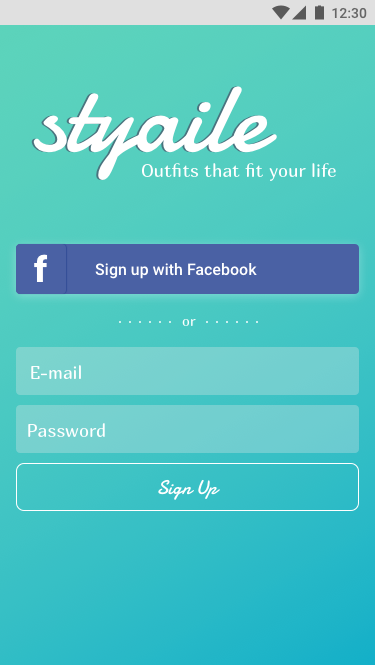 12:30
styaile
Outfits that fit your life
f
Sign up with Facebook
...... or ......
E-mail
Password
Sign Up